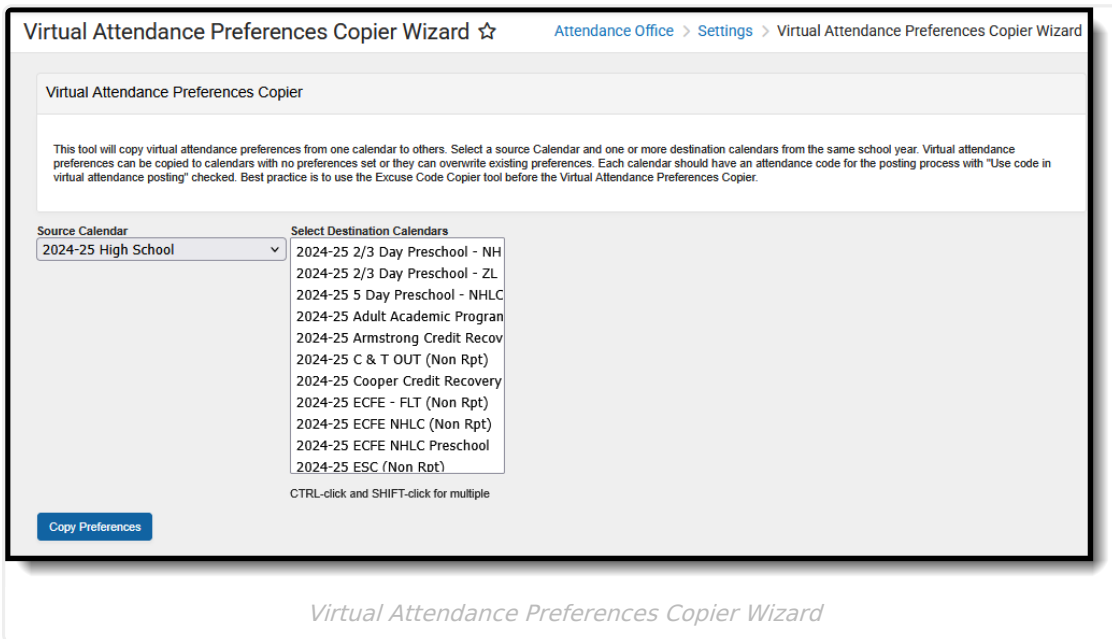 Virtual Attendance Preferences Copier Wizard ☆
Attendance Office > Settings > Virtual Attendance Preferences Copier Wizard
Virtual Attendance Preferences Copier
This tool will copy virtual attendance preferences from one calendar to others. Select a source Calendar and one or more destination calendars from the same school year. Virtual attendance
preferences can be copied to calendars with no preferences set or they can overwrite existing preferences. Each calendar should have an attendance code for the posting process with "Use code in
virtual attendance posting" checked. Best practice is to use the Excuse Code Copier tool before the Virtual Attendance Preferences Copier.
Source Calendar
2024-25 High School
Select Destination Calendars
2024-25 2/3 Day Preschool - NH
2024-25 2/3 Day Preschool - ZL
2024-25 5 Day Preschool - NHLC
2024-25 Adult Academic Progran
2024-25 Armstrong Credit Recov
2024-25 C & T OUT (Non Rpt)
2024-25 Cooper Credit Recovery
2024-25 ECFE - FLT (Non Rpt)
2024-25 ECFE NHLC (Non Rpt)
2024-25 ECFE NHLC Preschool
2024-25 ESC (Non Rpt)
CTRL-click and SHIFT-click for multiple
Copy Preferences
Virtual Attendance Preferences Copier Wizard